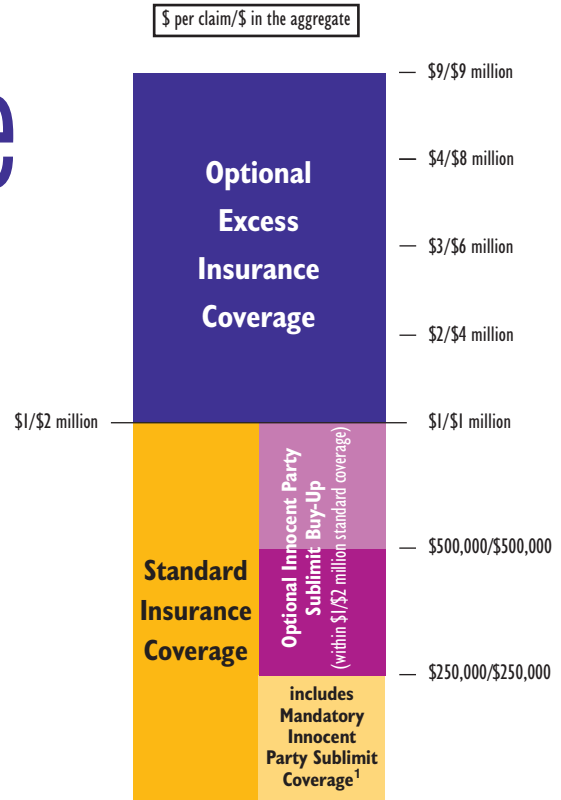 $ per claim/$ in the aggregate
e
$9/$9 million
$4/$8 million
$3/$6 million
$2/$4 million
Optional
Excess
Insurance
Coverage
$1/$2 million
$1/$1 million
Optional Innocent Party
Sublimit Buy-Up
(within $1/$2 million standard coverage)
$500,000/$500,000
Standard
Insurance
Coverage
$250,000/$250,000
includes
Mandatory
Innocent
Party Sublimit
Coverage¹